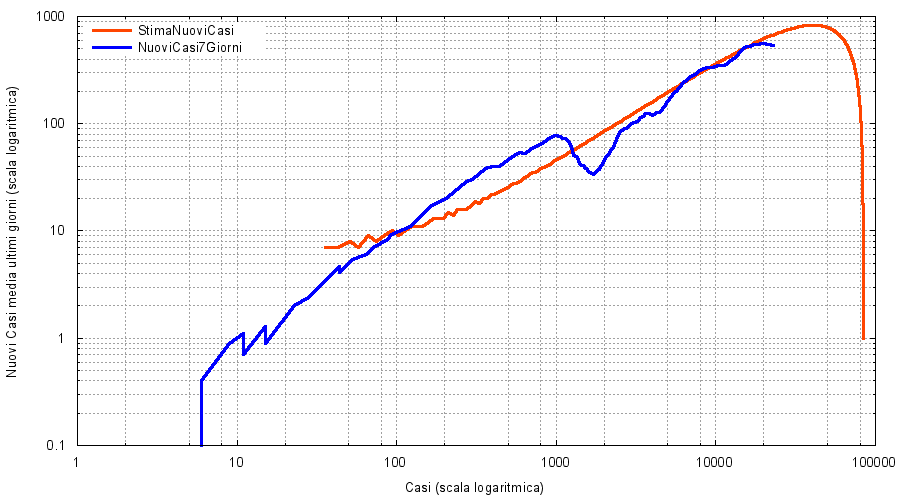 1000
100
10
1
0.1
StimaNuoviCasi
NuoviCasi7Giorni
Nuovi Casi media ultimi giorni (scala logaritmica)
1 10 100 1000 10000 100000
Casi (scala logaritmica)